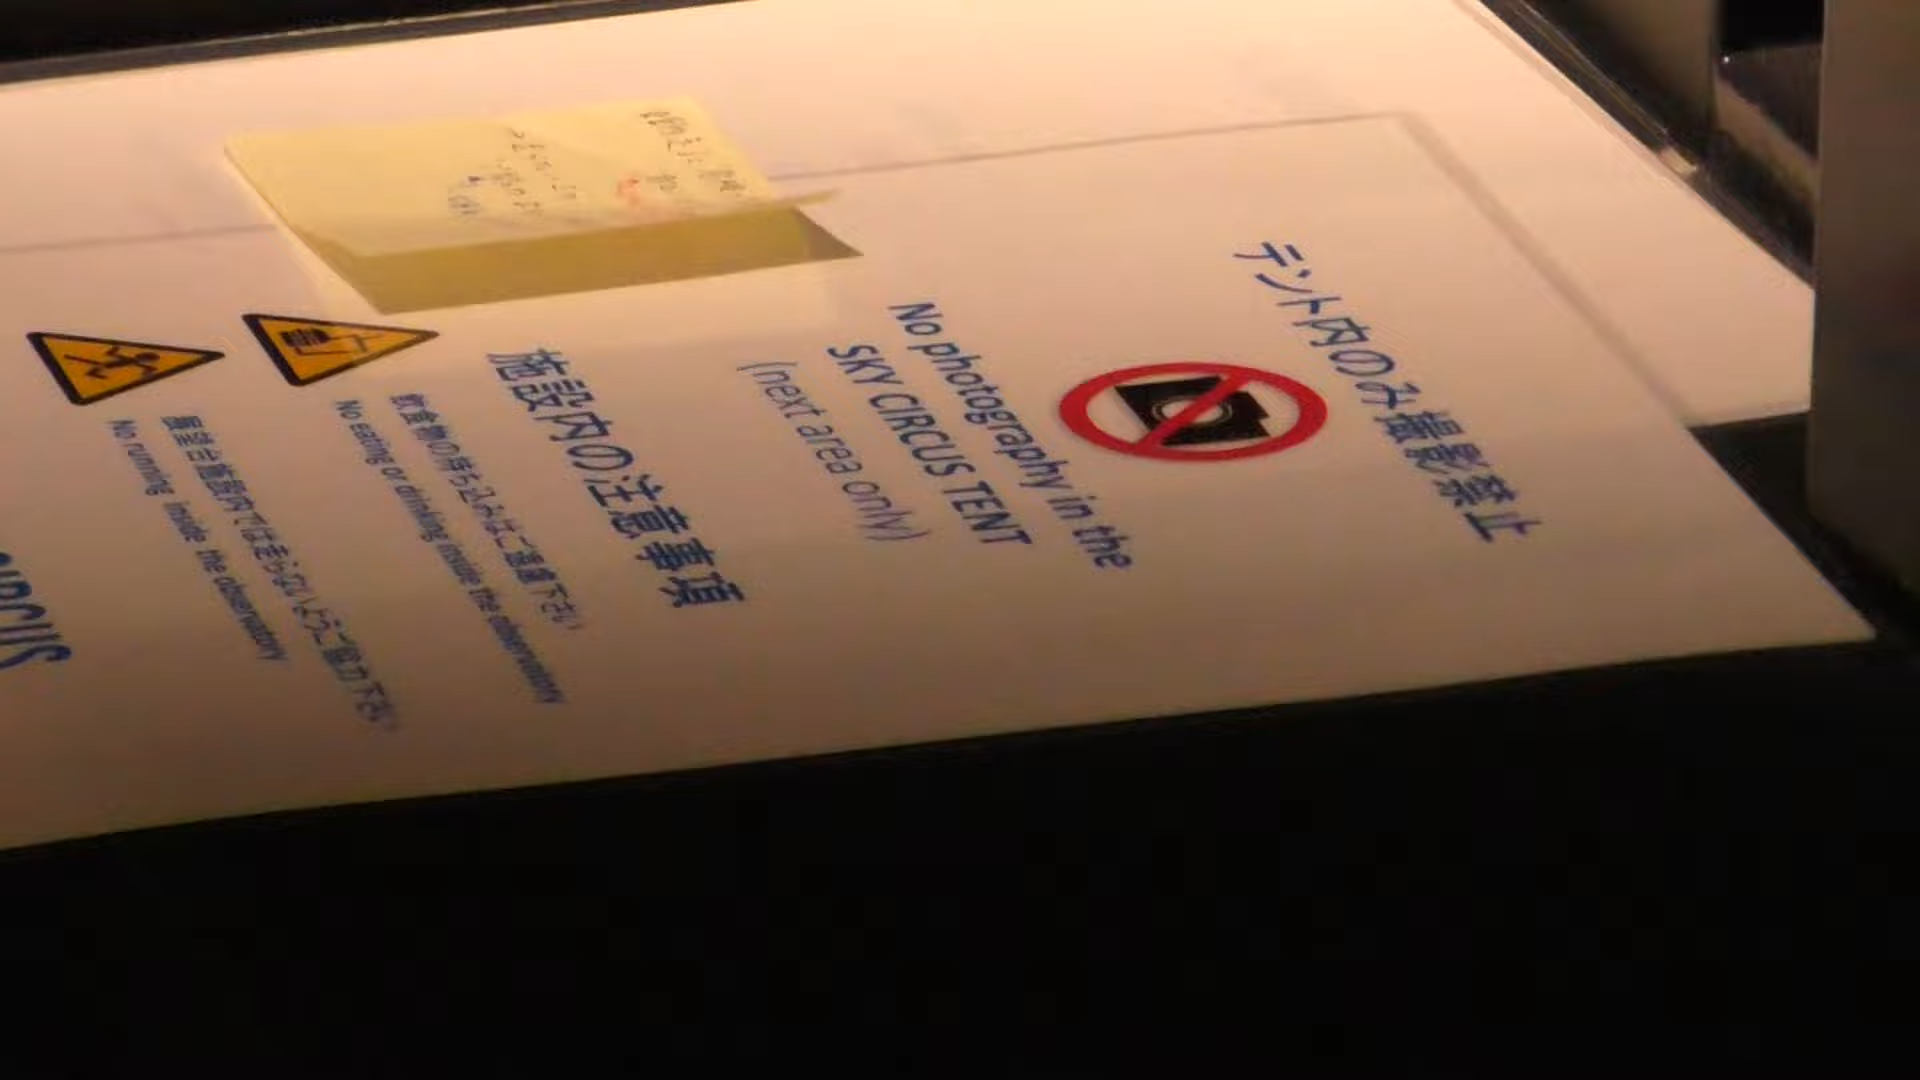 テント内のみ撮影禁止
No photography in the
SKY CIRCUS TENT
(next area only)
施設内の注意事項
飲食物の持ち込みはご遠慮下さい
No eating or drinking inside the observatory
展望台施設内では走らないようご協力下さい
No running inside the observatory
CIRCUS